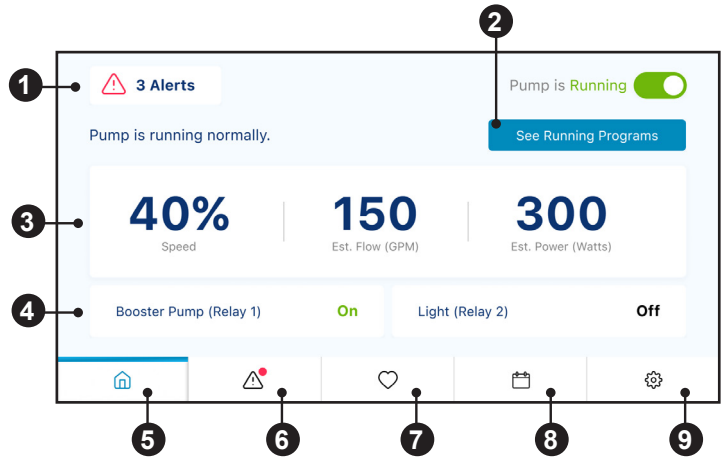 2
1
3 Alerts
Pump is Running
Pump is running normally.
See Running Programs
3
40%
150
300
Speed
Est. Flow (GPM)
Est. Power (Watts)
4
Booster Pump (Relay 1)
On
Light (Relay 2)
Off
5
6
7
8
9